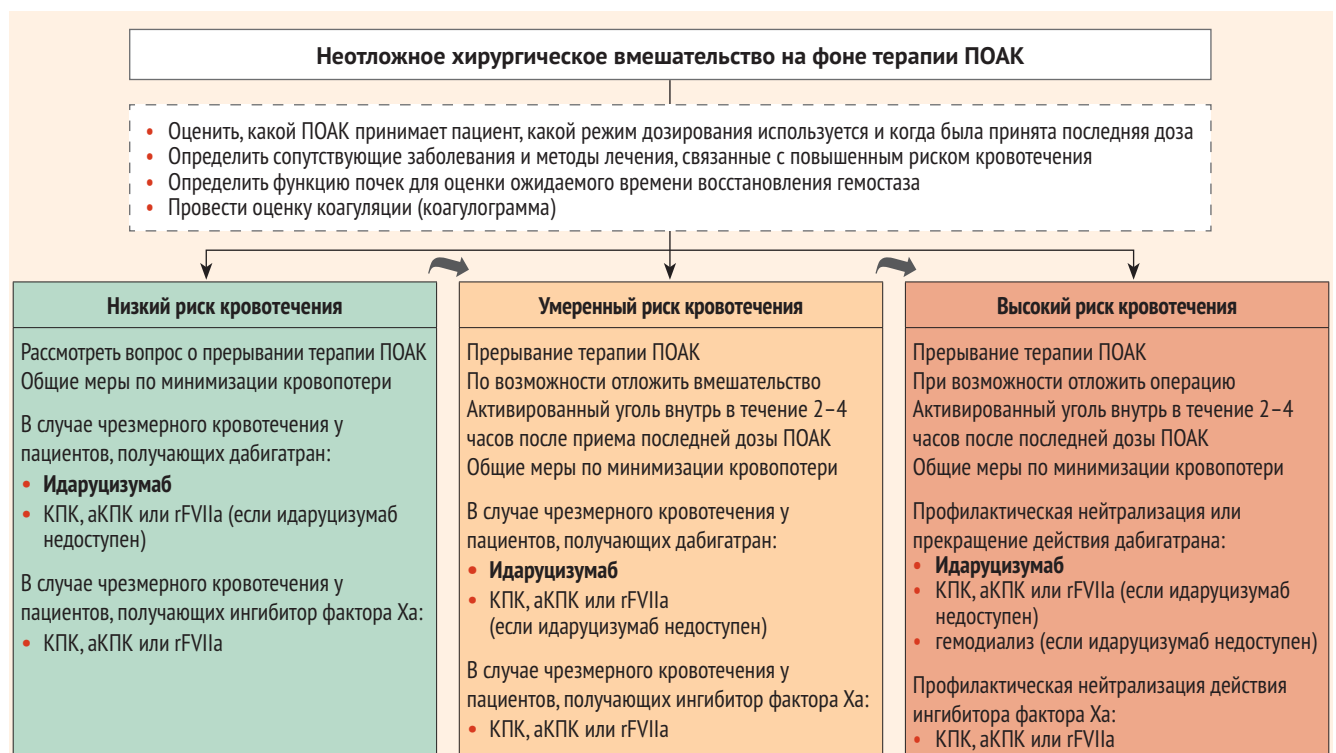 Неотложное хирургическое вмешательство на фоне терапии ПОАК
• Оценить, какой ПОАК принимает пациент, какой режим дозирования используется и когда была принята последняя доза
• Определить сопутствующие заболевания и методы лечения, связанные с повышенным риском кровотечения
• Определить функцию почек для оценки ожидаемого времени восстановления гемостаза
• Провести оценку коагуляции (коагулограмма)
Низкий риск кровотечения
Рассмотреть вопрос о прерывании терапии ПОАК
Общие меры по минимизации кровопотери
В случае чрезмерного кровотечения у
пациентов, получающих дабигатран:
• Идаруцизумаб
• КПК, аКПК или rFVIIa (если идаруцизумаб
недоступен)
В случае чрезмерного кровотечения у
пациентов, получающих ингибитор фактора Xa:
• КПК, аКПК или rFVIIa
Умеренный риск кровотечения
Прерывание терапии ПОАК
По возможности отложить вмешательство
Активированный уголь внутрь в течение 2–4
часов после приема последней дозы ПОАК
Общие меры по минимизации кровопотери
В случае чрезмерного кровотечения у
пациентов, получающих дабигатран:
• Идаруцизумаб
• КПК, аКПК или rFVIIa
(если идаруцизумаб недоступен)
В случае чрезмерного кровотечения у
пациентов, получающих ингибитор фактора Xa:
• КПК, аКПК или rFVIIa
Высокий риск кровотечения
Прерывание терапии ПОАК
При возможности отложить операцию
Активированный уголь внутрь в течение 2–4
часов после последней дозы ПОАК
Общие меры по минимизации кровопотери
Профилактическая нейтрализация или
прекращение действия дабигатрана:
• Идаруцизумаб
• КПК, аКПК или rFVIIa (если идаруцизумаб
недоступен)
• гемодиализ (если идаруцизумаб недоступен)
Профилактическая нейтрализация действия
ингибитора фактора Xa:
• КПК, аКПК или rFVIIa